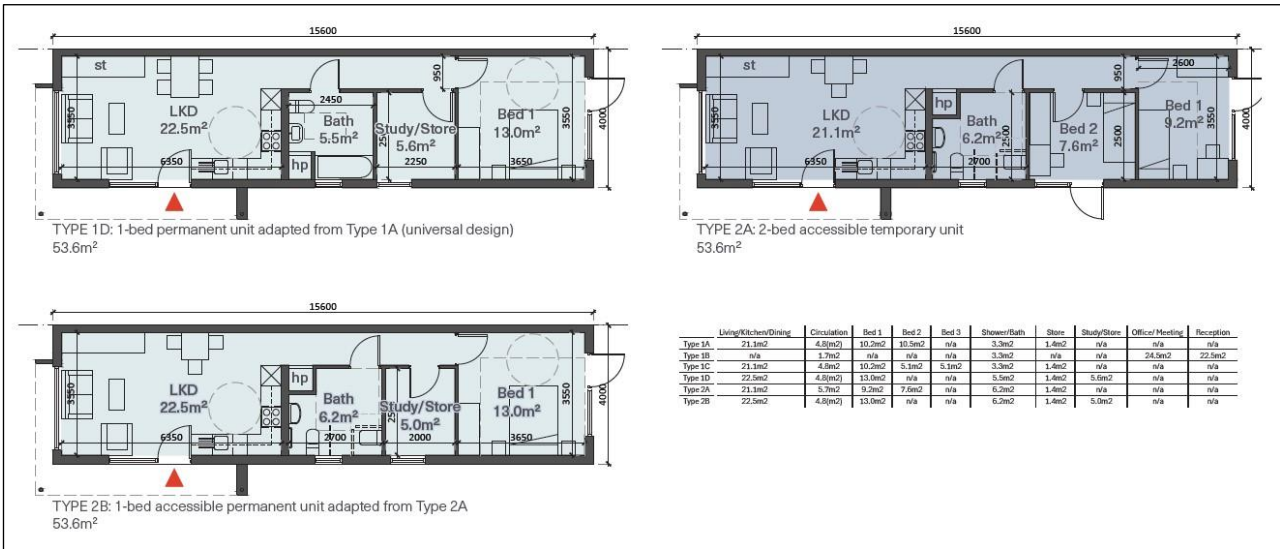 15600
st
3550
LKD
22.5m²
6350
2450
Bath
5.5m²
hp
950
Study/Store
5.6m²
2250
Bed 1
13.0m²
3650
3550
4000
TYPE 1D: 1-bed permanent unit adapted from Type 1A (universal design)
53.6m²
15600
st
3550
LKD
21.1m²
6350
hp
Bath
6.2m²
2500
2700
950
Bed 2
7.6m²
2500
2600
Bed 1
9.2m²
3550
4000
TYPE 2A: 2-bed accessible temporary unit
53.6m²
15600
3550
LKD
22.5m²
6350
hp
Bath
6.2m²
2700
Study/Store
5.0m²
2000
Bed 1
13.0m²
3650
3550
4000
TYPE 2B: 1-bed accessible permanent unit adapted from Type 2A
53.6m²
Living/Kitchen/Dining Circulation Bed 1 Bed 2 Bed 3 Shower/Bath Store Study/Store Office/ Meeting Reception
Type 1A 21.1m2 4.8(m2) 10.2m2 10.5m2 n/a 3.3m2 1.4m2 n/a n/a n/a
Type 1B n/a 1.7m2 n/a n/a n/a 3.3m2 n/a n/a 24.5m2 22.5m2
Type 1C 21.1m2 4.8m2 10.2m2 5.1m2 5.1m2 3.3m2 1.4m2 n/a n/a n/a
Type 1D 22.5m2 4.8(m2) 13.0m2 n/a n/a 5.5m2 1.4m2 5.6m2 n/a n/a
Type 2A 21.1m2 5.7m2 9.2m2 7.6m2 n/a 6.2m2 1.4m2 n/a n/a n/a
Type 2B 22.5m2 4.8(m2) 13.0m2 n/a n/a 6.2m2 1.4m2 5.0m2 n/a n/a